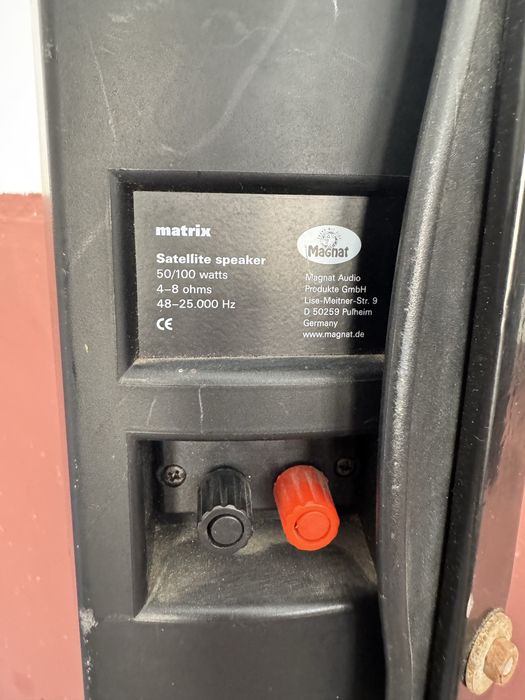 matrix
Satellite speaker
50/100 watts
4–8 ohms
48–25.000 Hz
CE
Magnat
Magnat Audio
Produkte GmbH
Lise-Meitner-Str. 9
D 50259 Pulheim
Germany
www.magnat.de